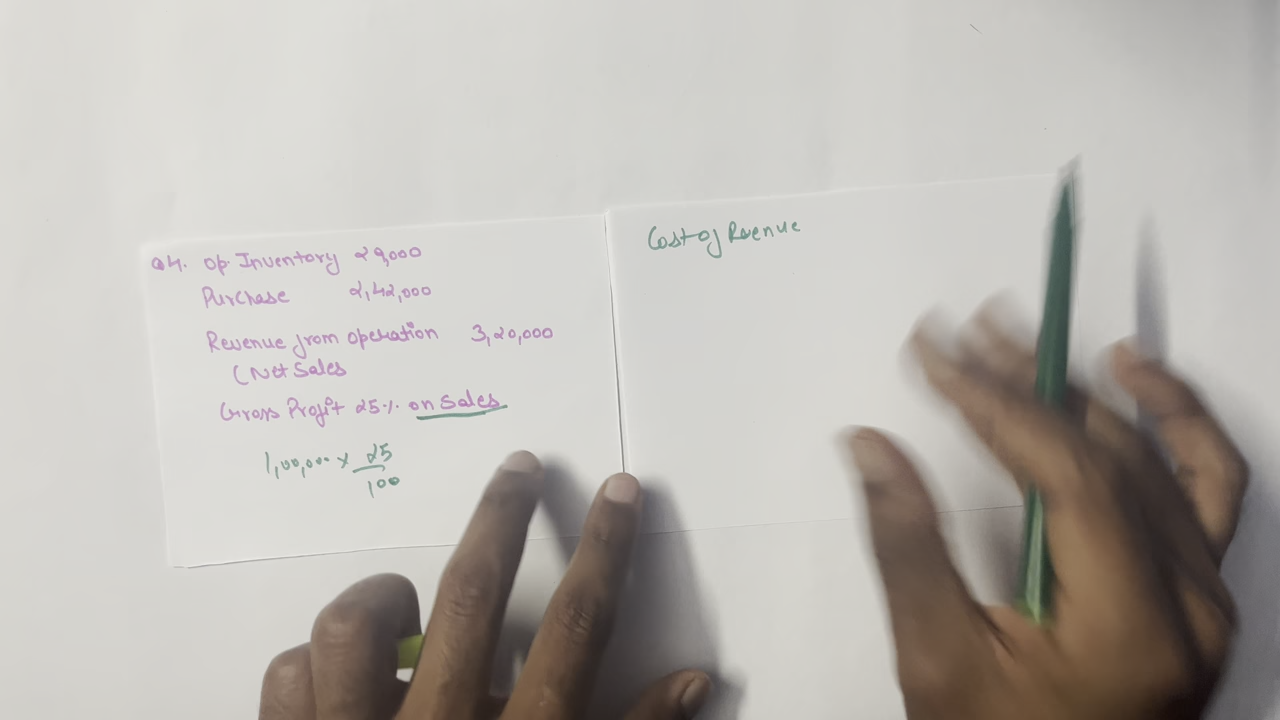 Q4. Op. Inventory 29,000
Purchase 2,42,000
Revenue from operation 3,20,000
(Net Sales
Gross Profit 25% on Sales
1,00,000 x 25
100
Cost of Revenue